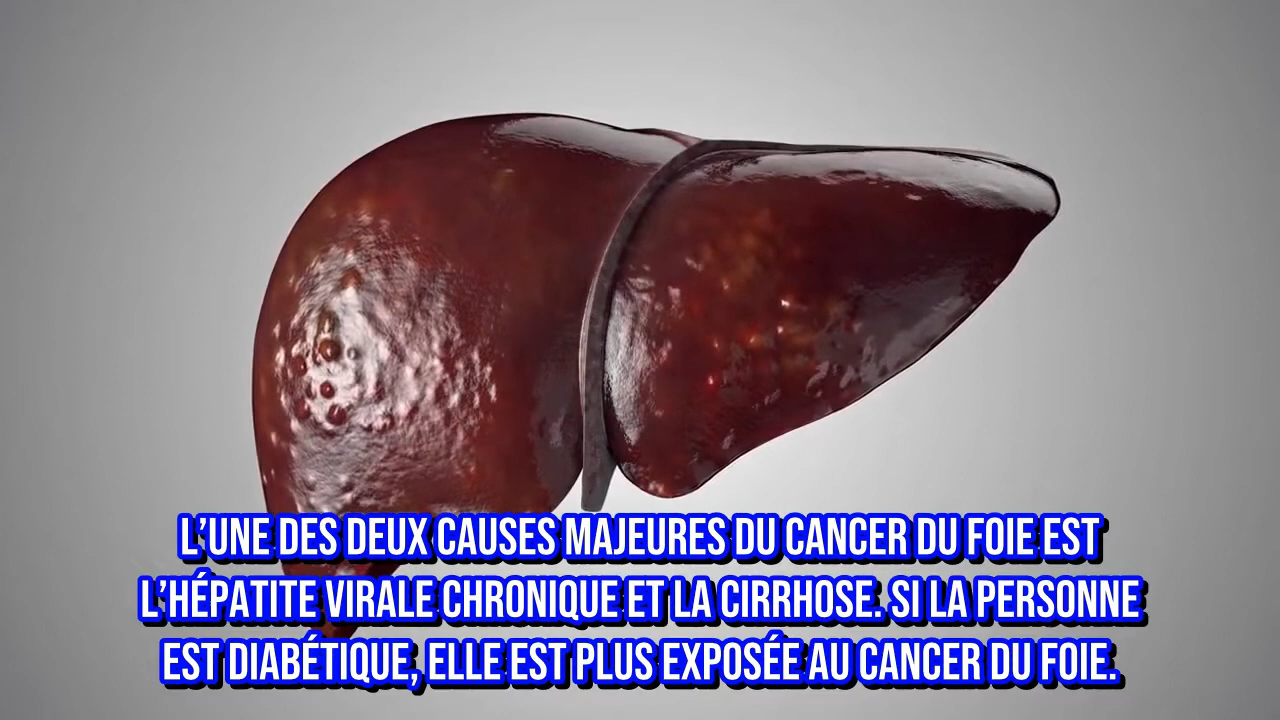 L'UNE DES DEUX CAUSES MAJEURES DU CANCER DU FOIE EST
L'HÉPATITE VIRALE CHRONIQUE ET LA CIRRHOSE. SI LA PERSONNE
EST DIABÉTIQUE, ELLE EST PLUS EXPOSÉE AU CANCER DU FOIE.